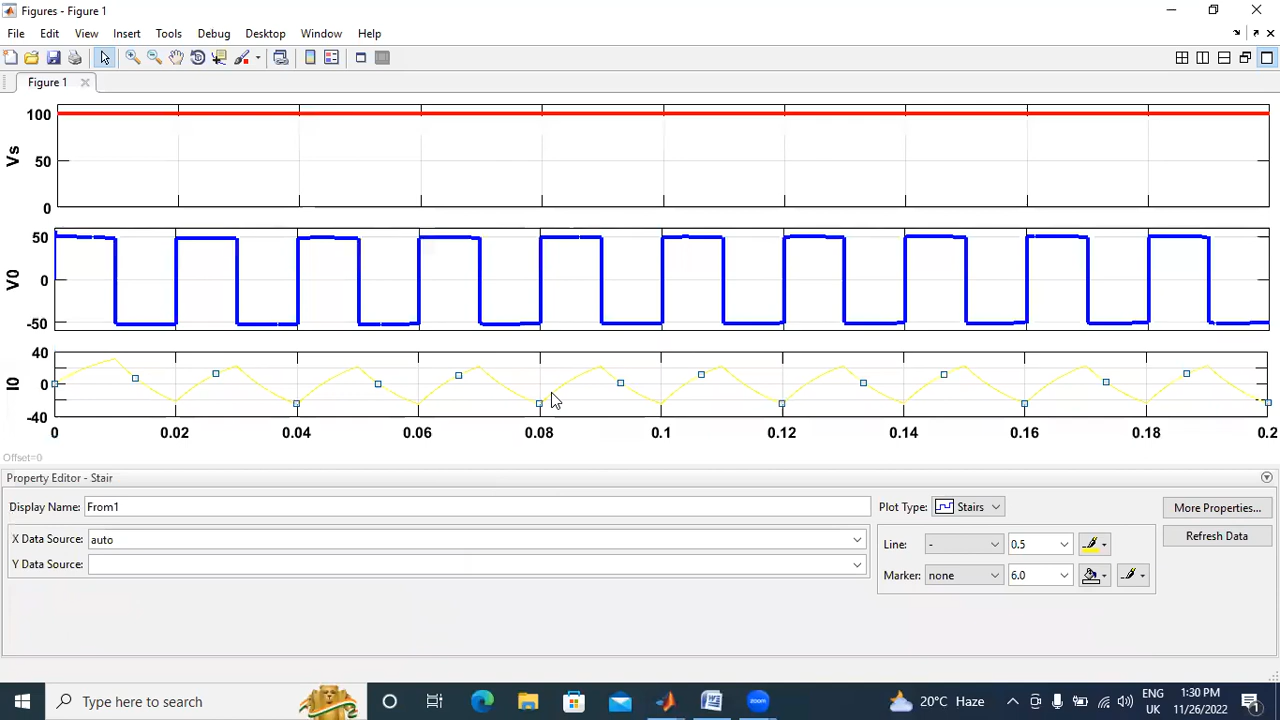 Figures - Figure 1
File Edit View Insert Tools Debug Desktop Window Help
Figure 1
100
50
0
Vs
50
0
-50
V0
40
0
-40
I0
0 0.02 0.04 0.06 0.08 0.1 0.12 0.14 0.16 0.18 0.2
Offset=0
Property Editor - Stair
Display Name: From1 Plot Type: Stairs More Properties...
X Data Source: auto Line: - 0.5 Refresh Data
Y Data Source: Marker: none 6.0
Type here to search
20°C Haze
ENG
UK
1:30 PM
11/26/2022
1